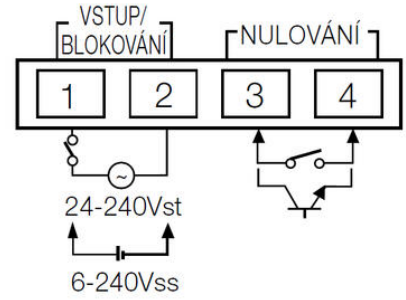 VSTUP/
BLOKOVÁNÍ
NULOVÁNÍ
1 2 3 4
~
24-240Vst
6-240Vss